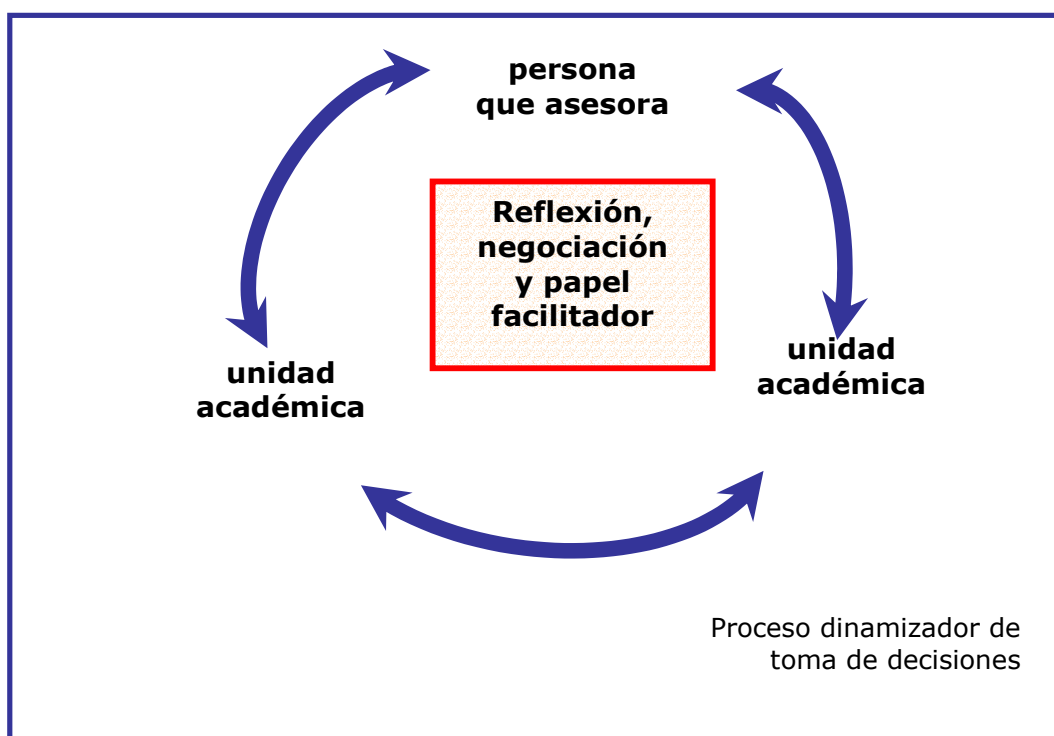 persona
que asesora
Reflexión,
negociación
y papel
facilitador
unidad
académica
unidad
académica
Proceso dinamizador de
toma de decisiones